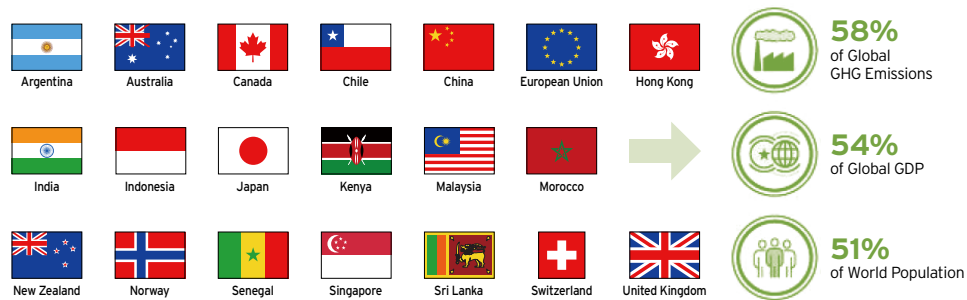 Argentina
Australia
Canada
Chile
China
European Union
Hong Kong
58%
of Global
GHG Emissions
India
Indonesia
Japan
Kenya
Malaysia
Morocco
54%
of Global GDP
New Zealand
Norway
Senegal
Singapore
Sri Lanka
Switzerland
United Kingdom
51%
of World Population